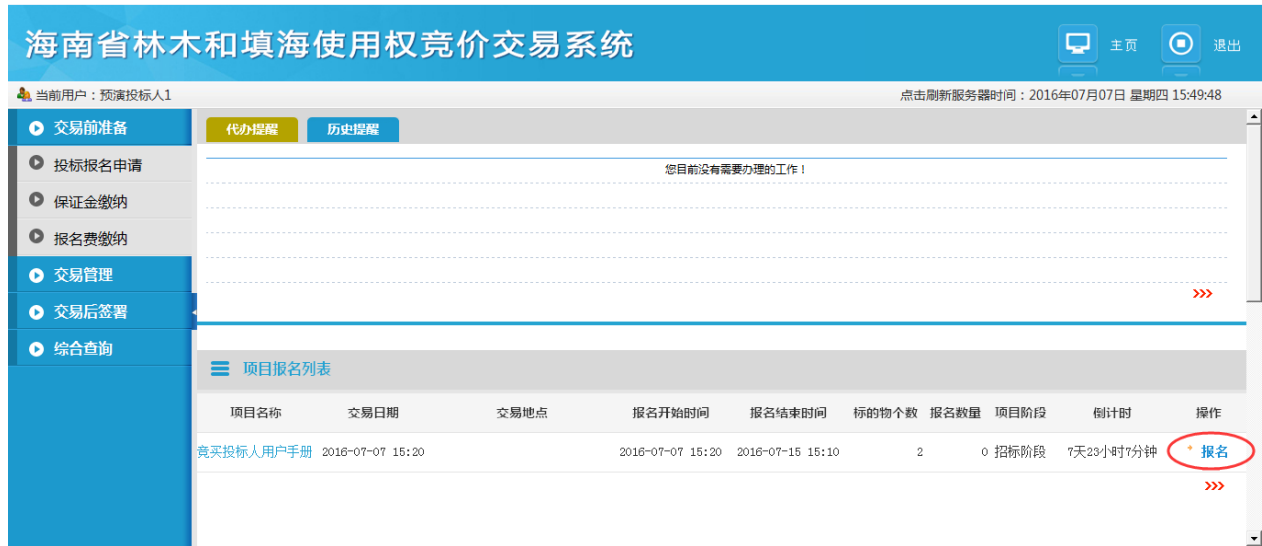 海南省林木和填海使用权竞价交易系统
主页
退出
当前用户：预演投标人1
点击刷新服务器时间：2016年07月07日 星期四 15:49:48
交易前准备
投标报名申请
保证金缴纳
报名费缴纳
交易管理
交易后签署
综合查询
代办提醒 历史提醒
您目前没有需要办理的工作！
>>>
项目报名列表
项目名称 交易日期 交易地点 报名开始时间 报名结束时间 标的物个数 报名数量 项目阶段 倒计时 操作
竞买投标人用户手册 2016-07-07 15:20 2016-07-07 15:20 2016-07-15 15:10 2 0 招标阶段 7天23小时7分钟 * 报名
>>>